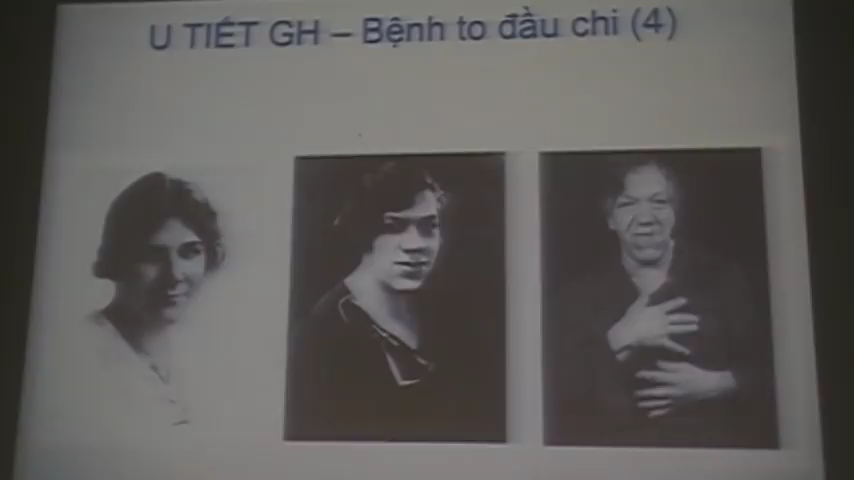 U TIẾT GH – Bệnh to đầu chi (4)